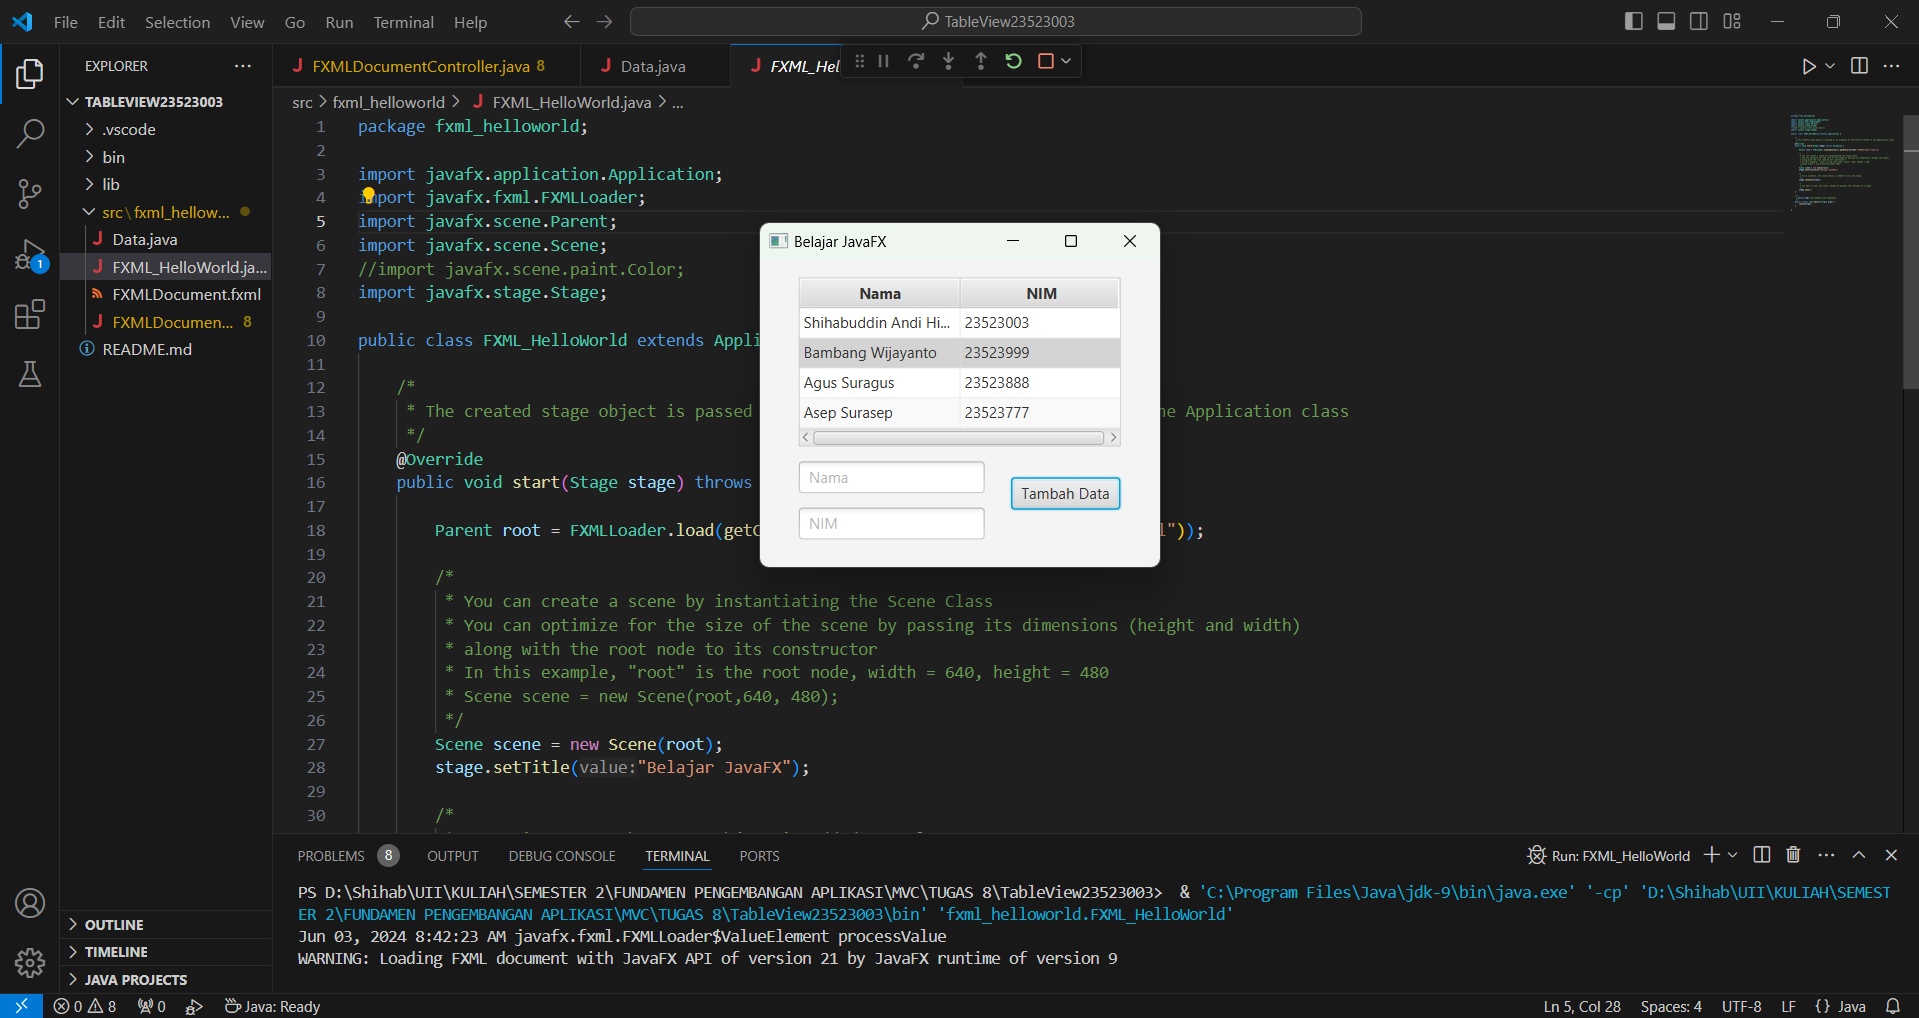 File Edit Selection View Go Run Terminal Help
TableView23523003
EXPLORER
TABLEVIEW23523003
.vscode
bin
lib
src\fxml_hellow...
Data.java
FXML_HelloWorld.ja...
FXMLDocument.fxml
FXMLDocumen... 8
README.md
OUTLINE
TIMELINE
JAVA PROJECTS
1
FXMLDocumentController.java 8
Data.java
FXML_Hel
src > fxml_helloworld > FXML_HelloWorld.java > ...
1 package fxml_helloworld;
2
3 import javafx.application.Application;
4 import javafx.fxml.FXMLLoader;
5 import javafx.scene.Parent;
6 import javafx.scene.Scene;
7 //import javafx.scene.paint.Color;
8 import javafx.stage.Stage;
9
10 public class FXML_HelloWorld extends Appli
11
12 /*
13 * The created stage object is passed ne Application class
14 */
15 @Override
16 public void start(Stage stage) throws
17
18 Parent root = FXMLLoader.load(getC l"));
19
20 /*
21 * You can create a scene by instantiating the Scene Class
22 * You can optimize for the size of the scene by passing its dimensions (height and width)
23 * along with the root node to its constructor
24 * In this example, "root" is the root node, width = 640, height = 480
25 * Scene scene = new Scene(root,640, 480);
26 */
27 Scene scene = new Scene(root);
28 stage.setTitle(value:"Belajar JavaFX");
29
30 /*
Belajar JavaFX
Nama NIM
Shihabuddin Andi Hi... 23523003
Bambang Wijayanto 23523999
Agus Suragus 23523888
Asep Surasep 23523777
Nama
Tambah Data
NIM
PROBLEMS 8 OUTPUT DEBUG CONSOLE TERMINAL PORTS
Run: FXML_HelloWorld
PS D:\Shihab\UII\KULIAH\SEMESTER 2\FUNDAMEN PENGEMBANGAN APLIKASI\MVC\TUGAS 8\TableView23523003> & 'C:\Program Files\Java\jdk-9\bin\java.exe' '-cp' 'D:\Shihab\UII\KULIAH\SEMEST
ER 2\FUNDAMEN PENGEMBANGAN APLIKASI\MVC\TUGAS 8\TableView23523003\bin' 'fxml_helloworld.FXML_HelloWorld'
Jun 03, 2024 8:42:23 AM javafx.fxml.FXMLLoader$ValueElement processValue
WARNING: Loading FXML document with JavaFX API of version 21 by JavaFX runtime of version 9
0 8 0 Java: Ready
Ln 5, Col 28 Spaces: 4 UTF-8 LF {} Java